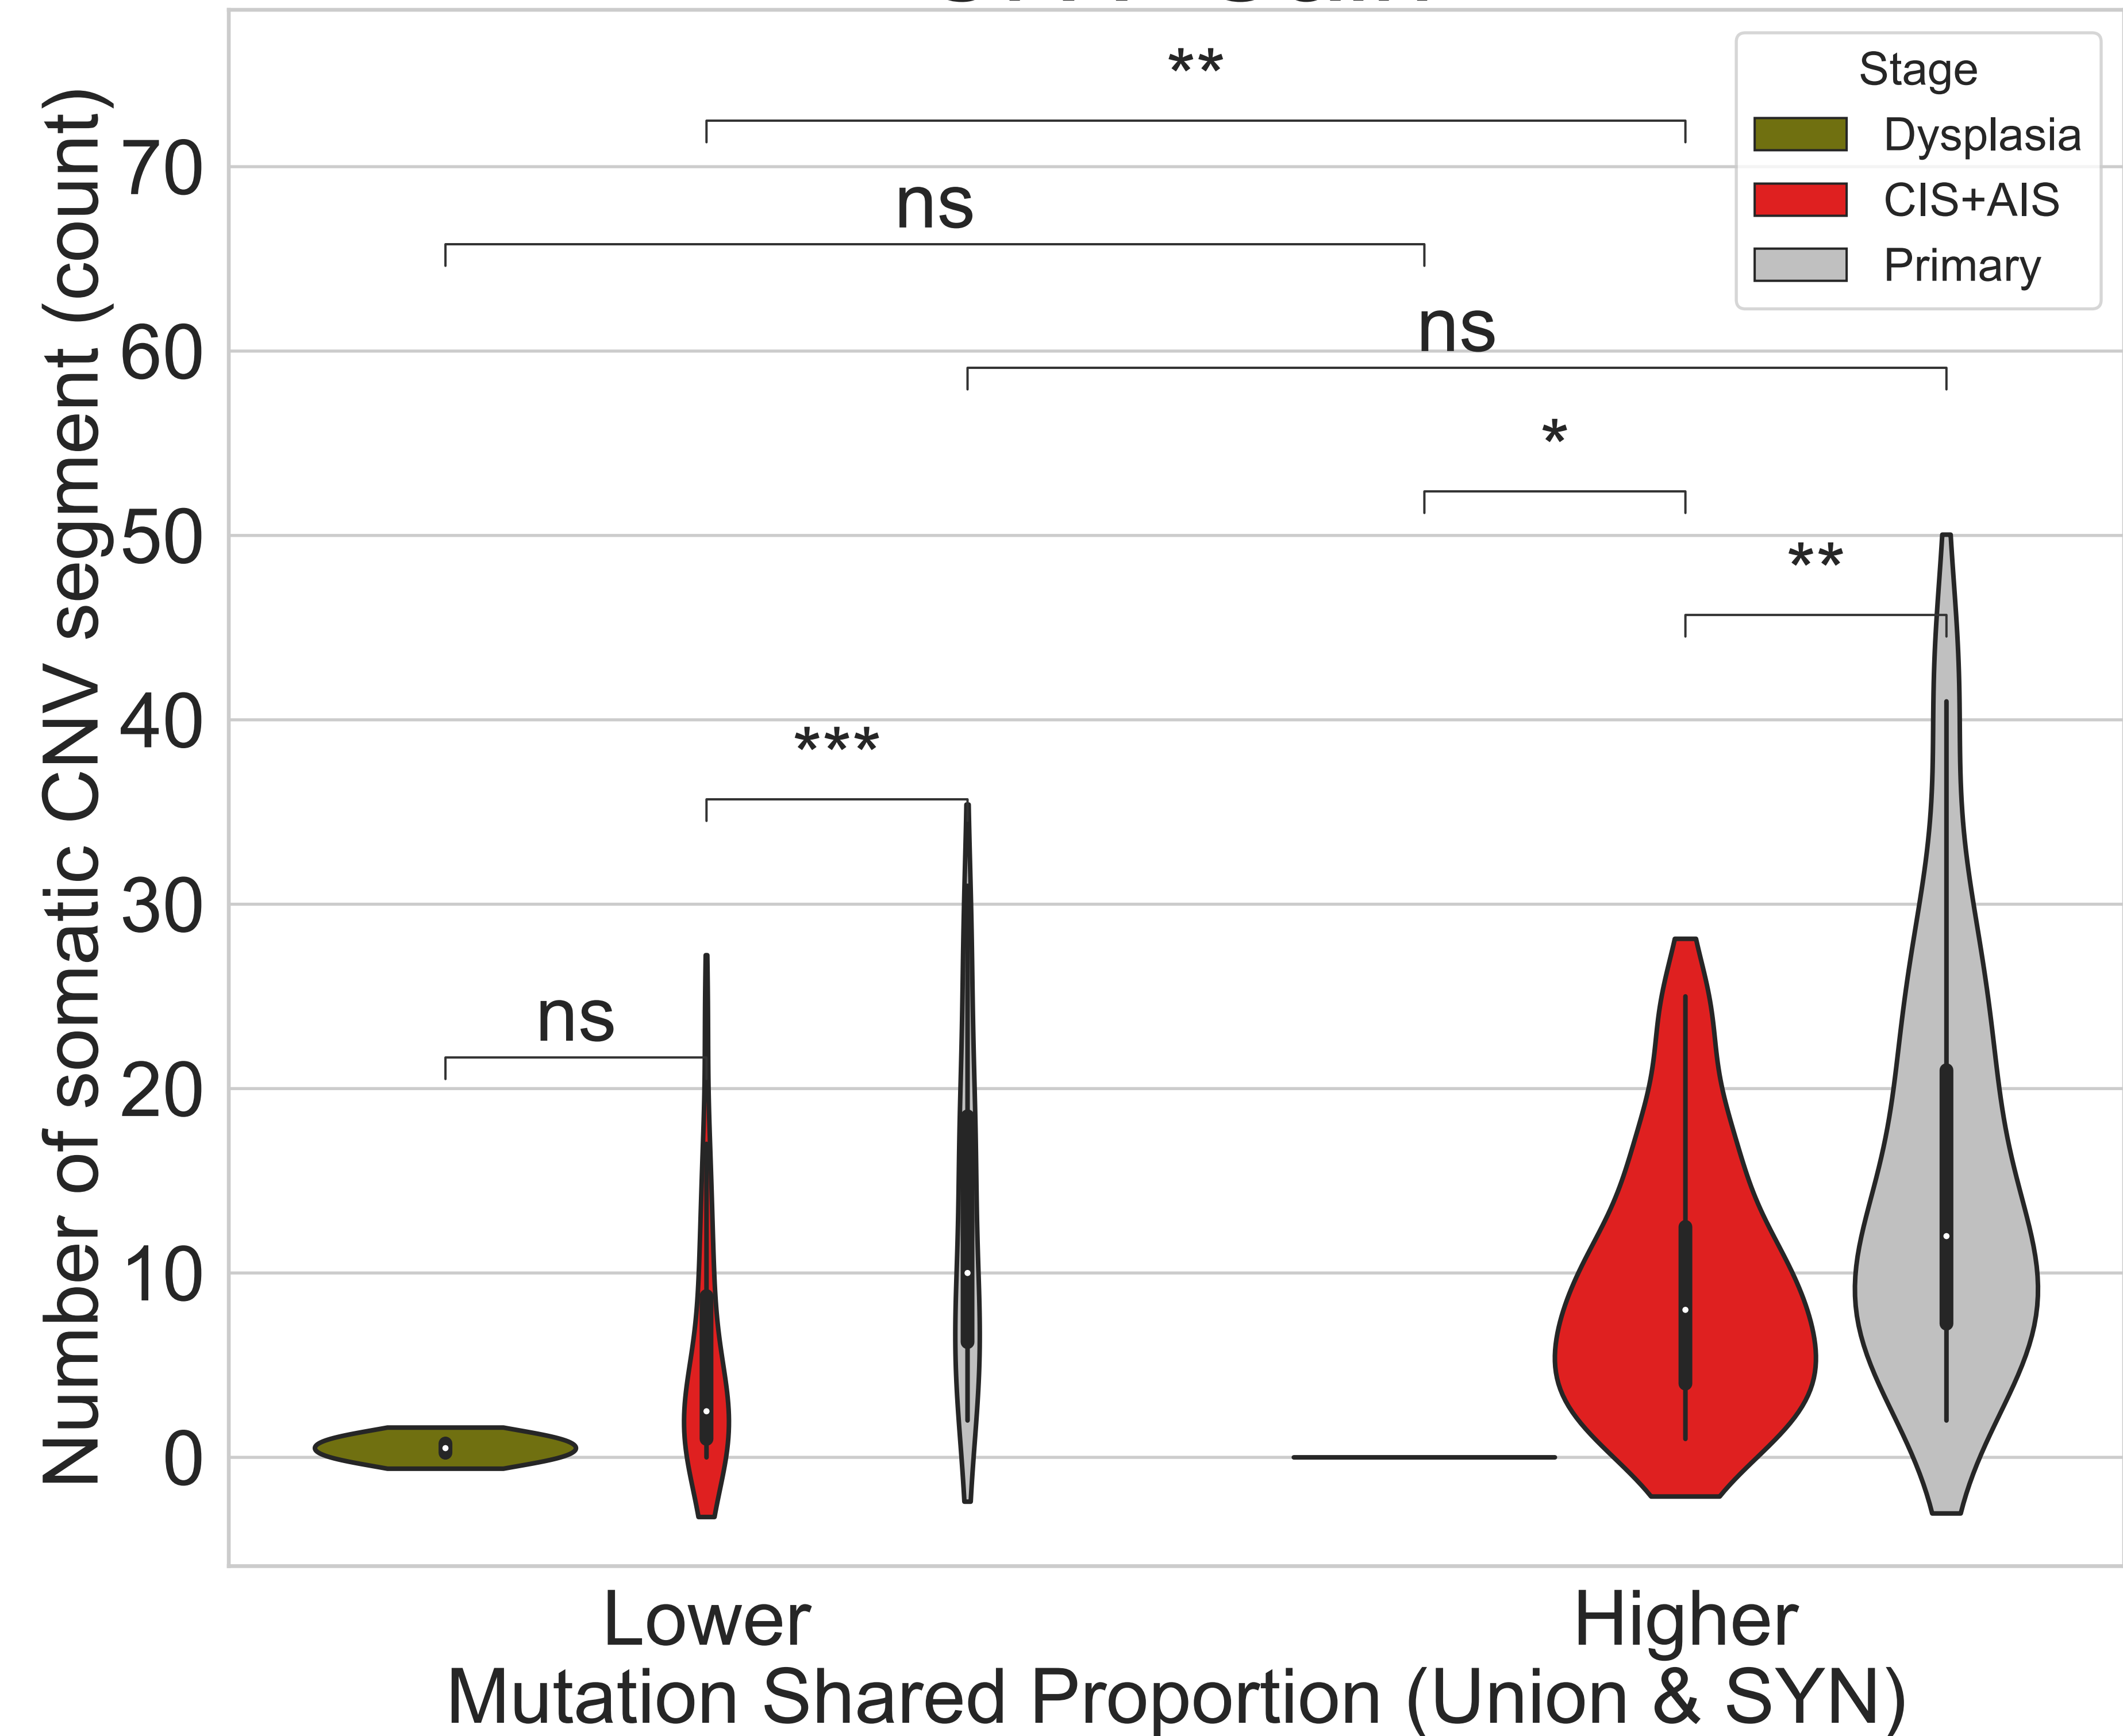 **
Stage
Dysplasia
CIS+AIS
Primary
ns
ns
*
**
***
ns
Number of somatic CNV segment (count)
70
60
50
40
30
20
10
0
Lower
Higher
Mutation Shared Proportion (Union & SYN)